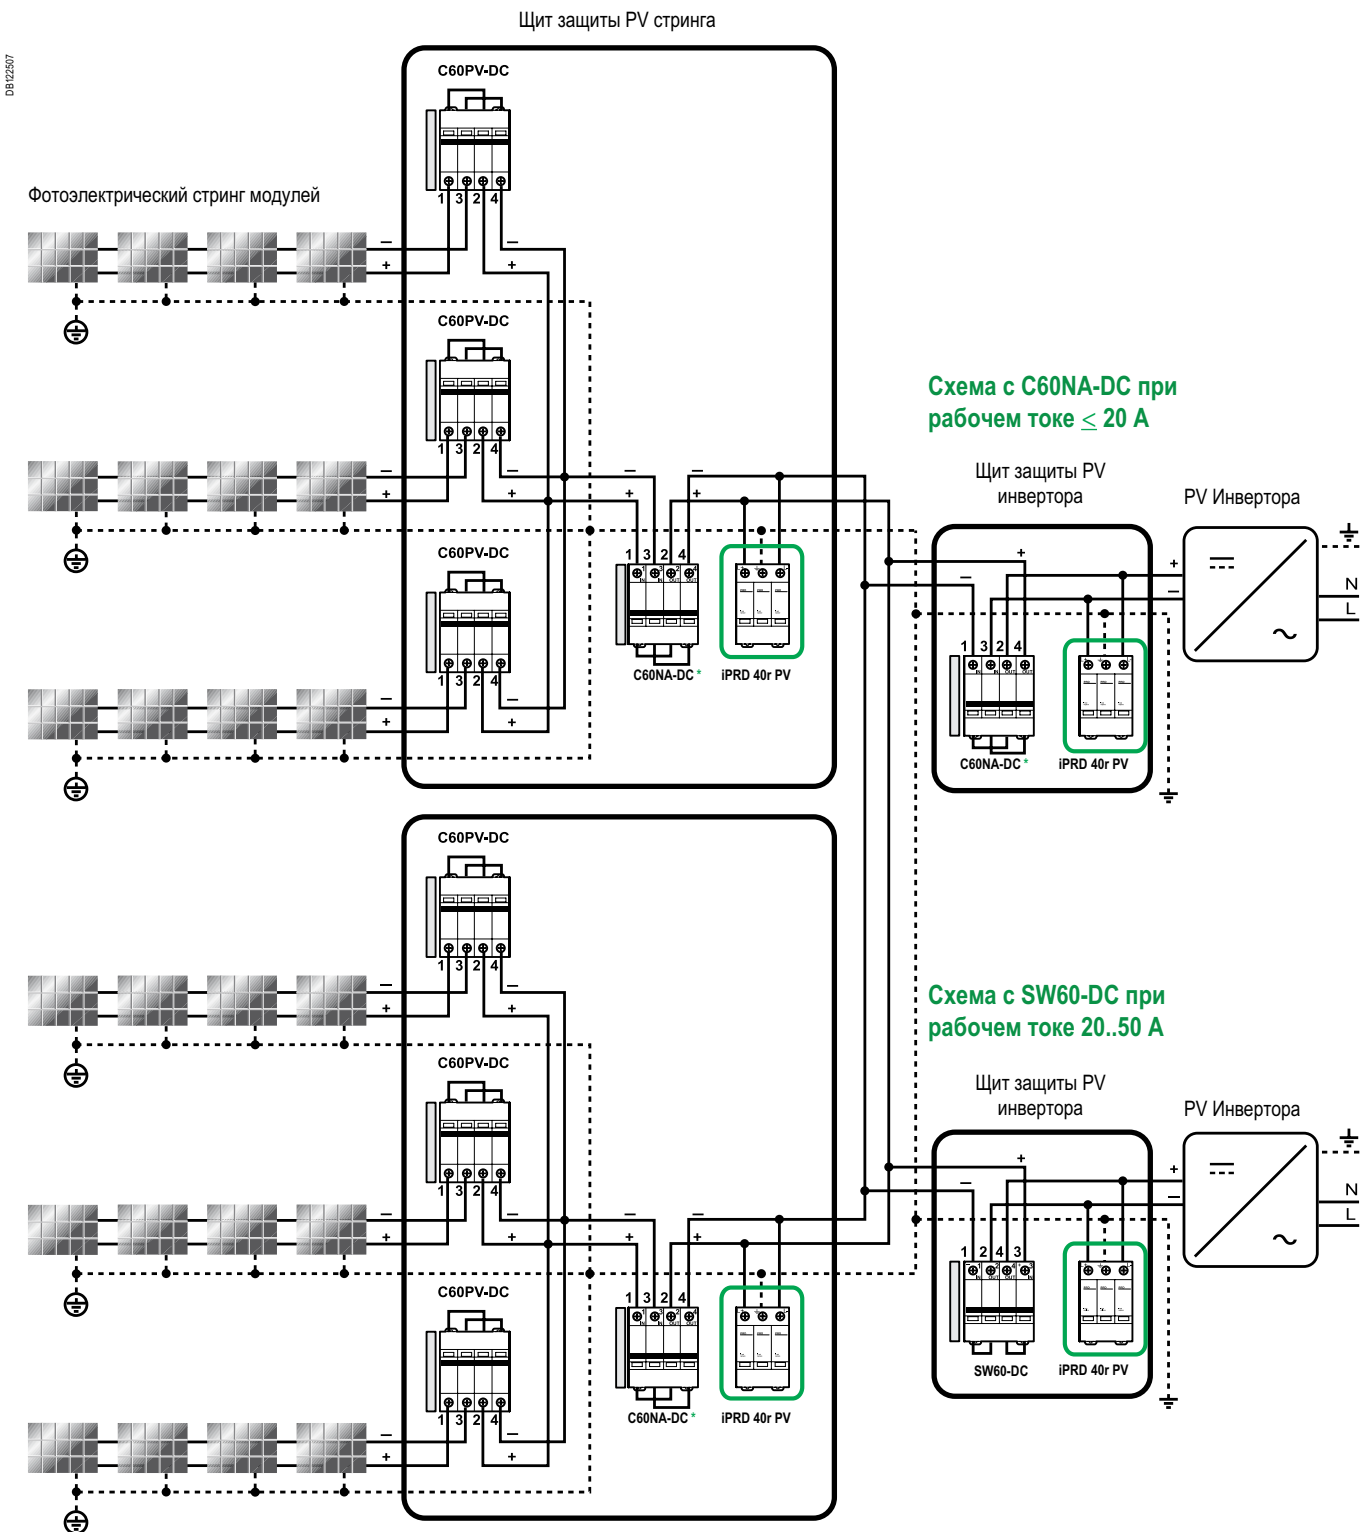 Щит защиты PV стринга
DB122507
C60PV-DC
1 3 2 4
Фотоэлектрический стринг модулей
– –
+ +
C60PV-DC
1 3 2 4
– – – –
+ + + +
Схема с C60NA-DC при
рабочем токе ≤ 20 A
Щит защиты PV
инвертора
PV Инвертора
C60PV-DC
1 3 2 4
1 3 2 4
– –
+ +
C60NA-DC *
iPRD 40r PV
+
–
+
–
N
L
1 3 2 4
C60NA-DC *
iPRD 40r PV
C60PV-DC
1 3 2 4
– –
+ +
Схема с SW60-DC при
рабочем токе 20..50 A
C60PV-DC
1 3 2 4
– – – –
+ + + +
Щит защиты PV
инвертора
PV Инвертора
+
–
+
–
N
L
1 2 4 3
SW60-DC
iPRD 40r PV
C60PV-DC
1 3 2 4
1 3 2 4
– –
+ +
C60NA-DC *
iPRD 40r PV